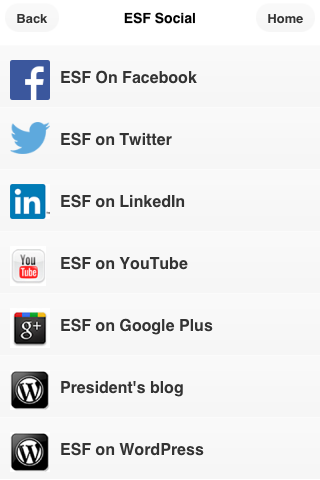 Back
ESF Social
Home
f
ESF On Facebook
ESF on Twitter
in
ESF on LinkedIn
You
Tube
ESF on YouTube
g+
ESF on Google Plus
W
President's blog
W
ESF on WordPress